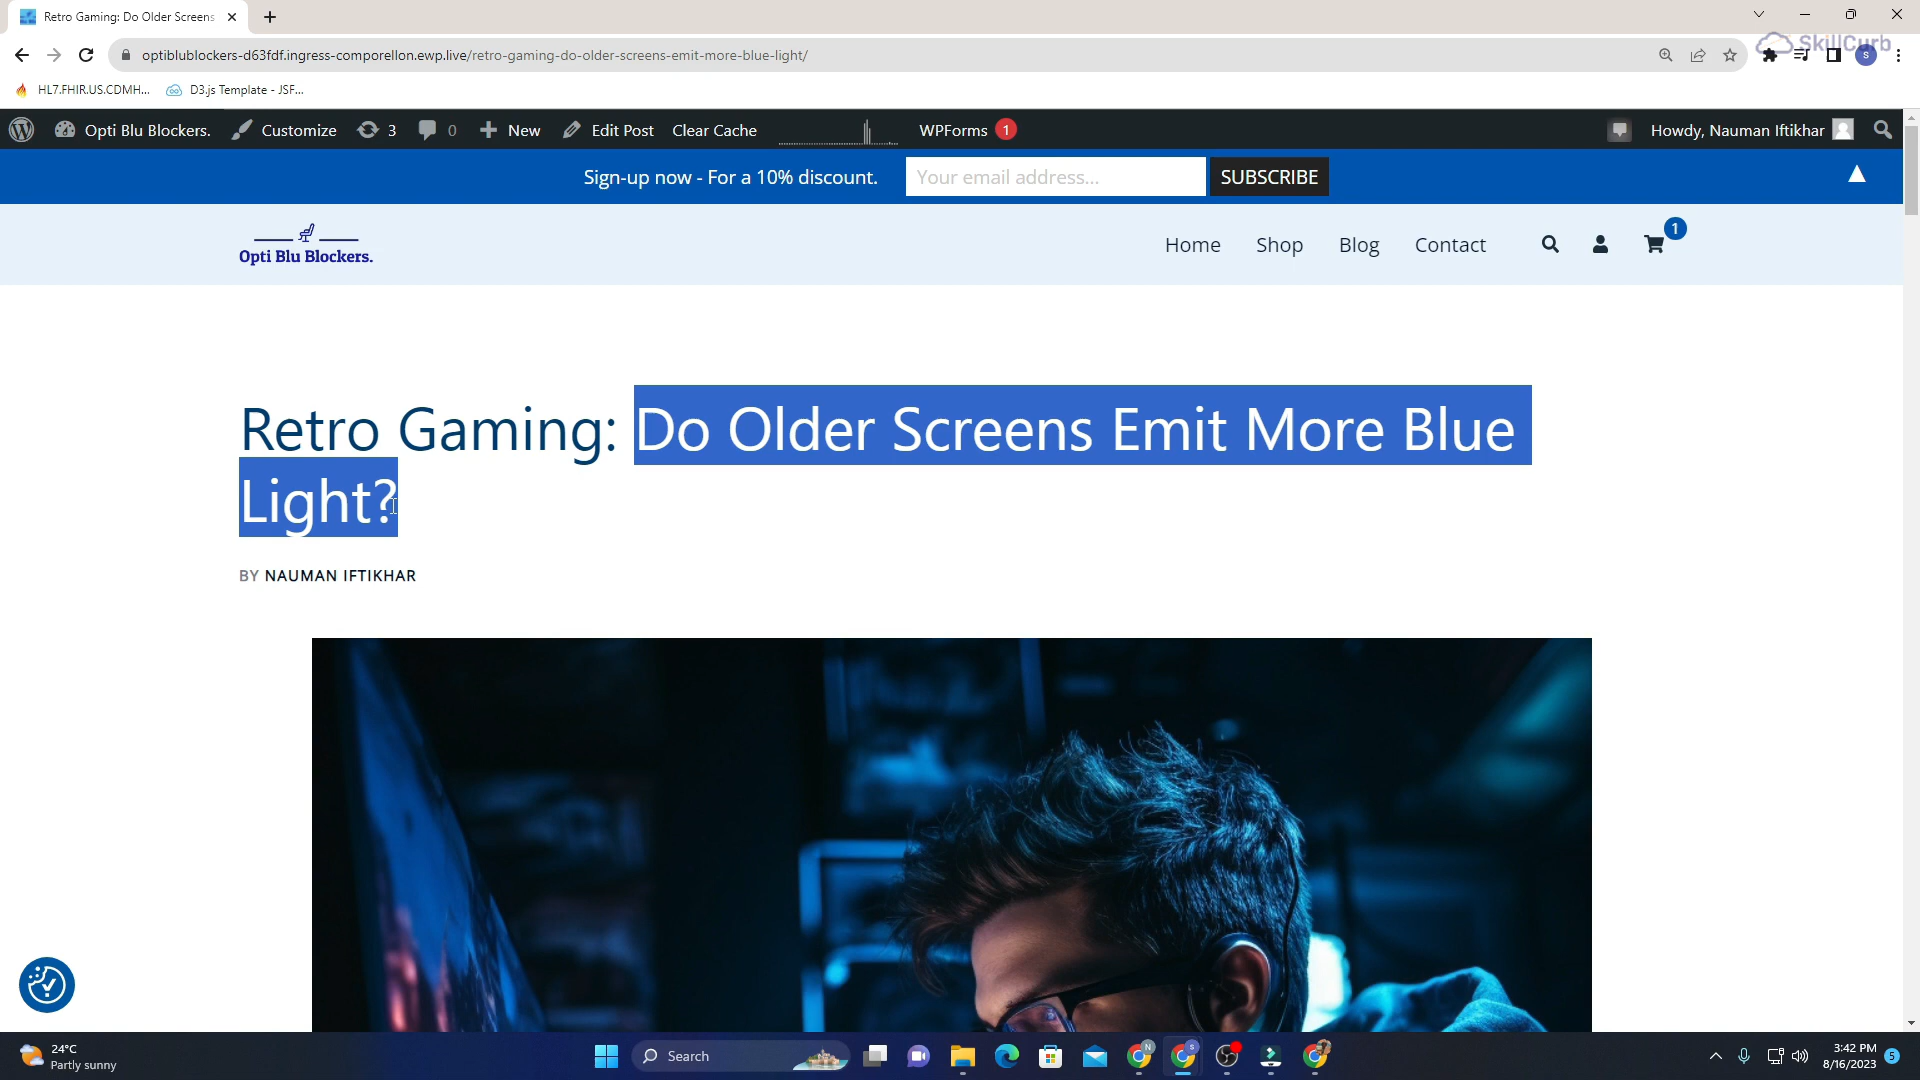 Retro Gaming: Do Older Screens
optiblublockers-d63fdf.ingress-comporellon.ewp.live/retro-gaming-do-older-screens-emit-more-blue-light/
SkillCurb
S
HL7.FHIR.US.CDMH... D3.js Template - JSF...
Opti Blu Blockers. Customize 3 0 New Edit Post Clear Cache WPForms 1 Howdy, Nauman Iftikhar
Sign-up now - For a 10% discount. Your email address... SUBSCRIBE
Opti Blu Blockers. Home Shop Blog Contact 1
Retro Gaming: Do Older Screens Emit More Blue
Light?
BY NAUMAN IFTIKHAR
24°C
Partly sunny
Search
N
S
3:42 PM
8/16/2023
5